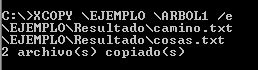 C:\>XCOPY \EJEMPLO \ARBOL1 /e
\EJEMPLO\Resultado\camino.txt
\EJEMPLO\Resultado\cosas.txt
2 archivo(s) copiado(s)